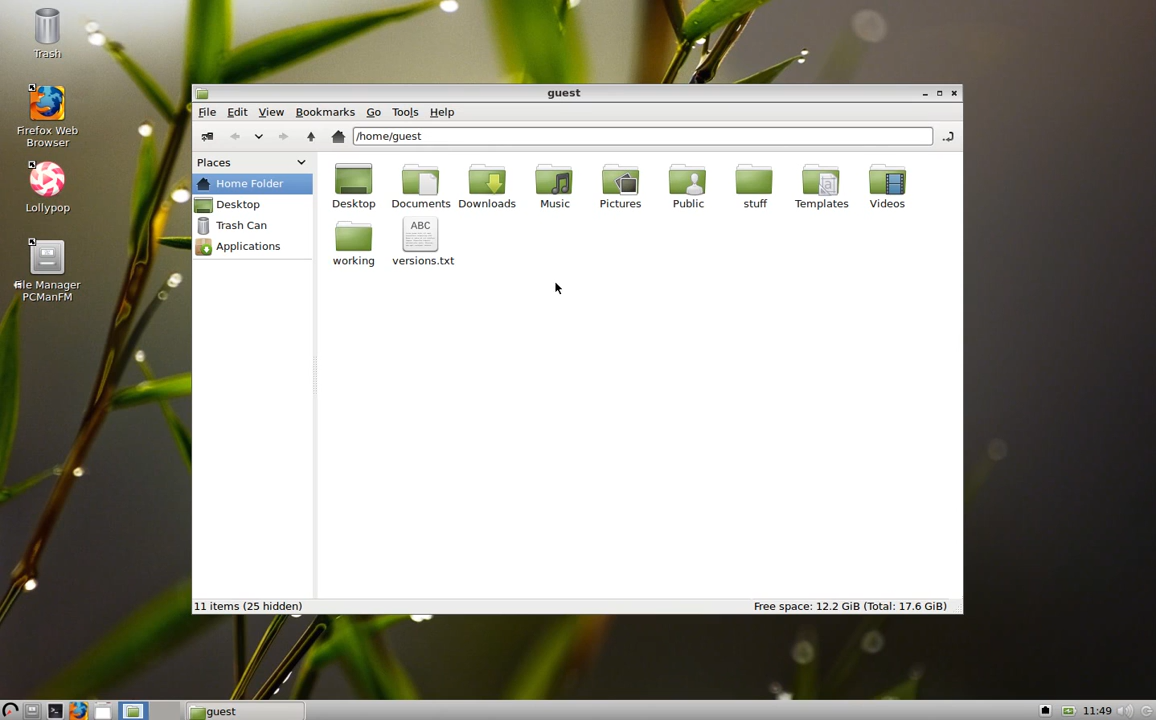 Trash
Firefox Web
Browser
Lollypop
File Manager
PCManFM
guest
File Edit View Bookmarks Go Tools Help
/home/guest
Places
Home Folder
Desktop
Trash Can
Applications
Desktop Documents Downloads Music Pictures Public stuff Templates Videos
ABC
working versions.txt
11 items (25 hidden) Free space: 12.2 GiB (Total: 17.6 GiB)
guest 11:49